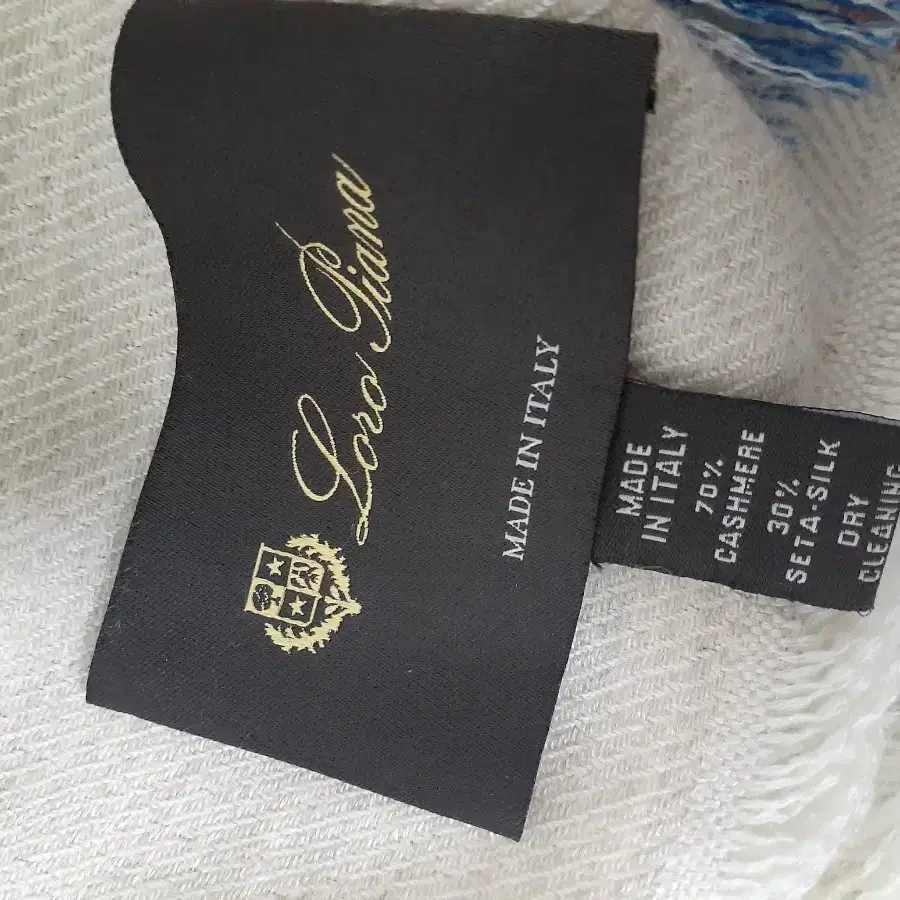 Loro Piana
MADE IN ITALY
MADE
IN ITALY
70%
CASHMERE
30%
SETA-SILK
DRY
CLEANING